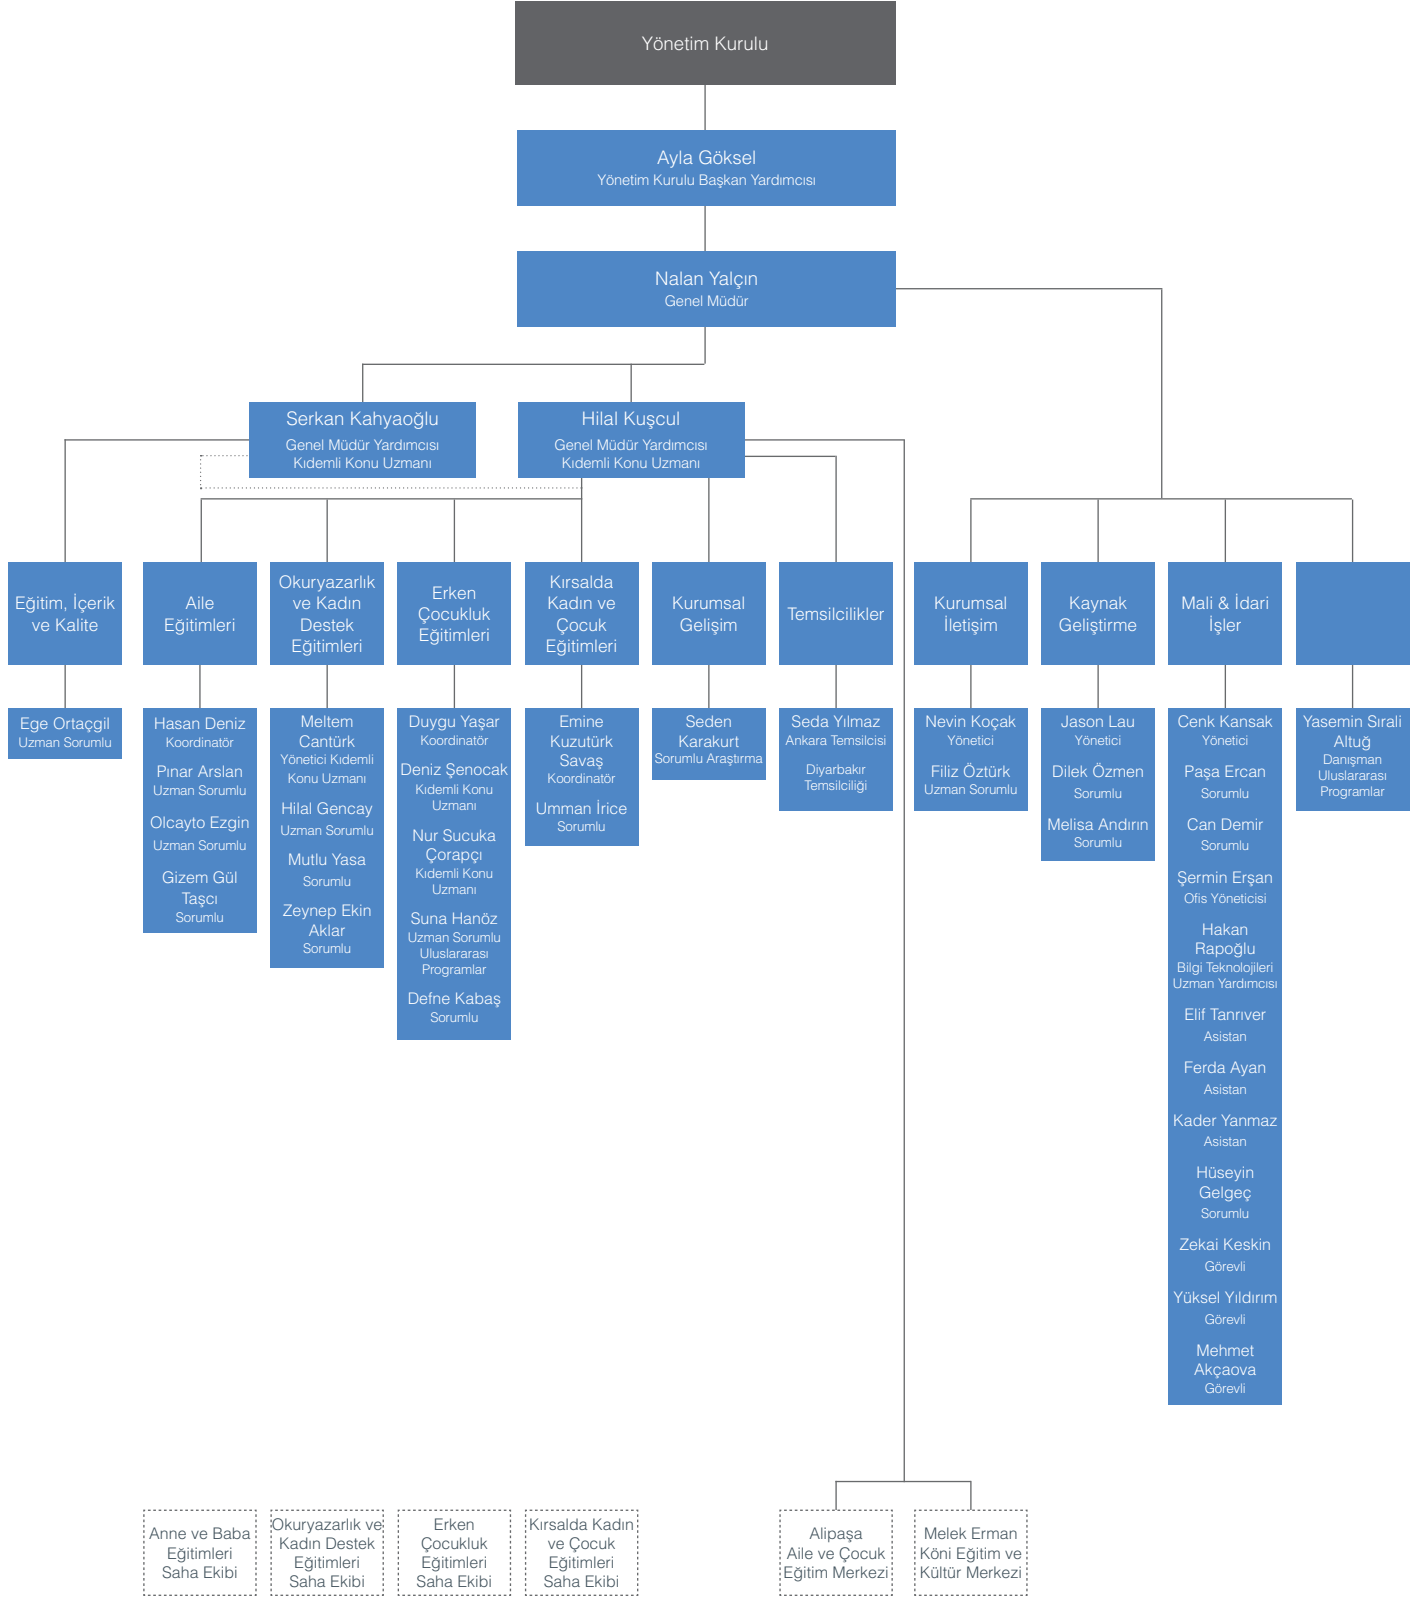 Yönetim Kurulu
Ayla Göksel
Yönetim Kurulu Başkan Yardımcısı
Nalan Yalçın
Genel Müdür
Serkan Kahyaoğlu
Genel Müdür Yardımcısı
Kıdemli Konu Uzmanı
Hilal Kuşcul
Genel Müdür Yardımcısı
Kıdemli Konu Uzmanı
Eğitim, İçerik
ve Kalite
Aile
Eğitimleri
Okuryazarlık
ve Kadın
Destek
Eğitimleri
Erken
Çocukluk
Eğitimleri
Kırsalda
Kadın ve
Çocuk
Eğitimleri
Kurumsal
Gelişim
Temsilcilikler
Kurumsal
İletişim
Kaynak
Geliştirme
Mali & İdari
İşler
Ege Ortaçgil
Uzman Sorumlu
Hasan Deniz
Koordinatör
Pınar Arslan
Uzman Sorumlu
Olcayto Ezgin
Uzman Sorumlu
Gizem Gül
Taşcı
Sorumlu
Meltem
Cantürk
Yönetici Kıdemli
Konu Uzmanı
Hilal Gencay
Uzman Sorumlu
Mutlu Yasa
Sorumlu
Zeynep Ekin
Aklar
Sorumlu
Duygu Yaşar
Koordinatör
Deniz Şenocak
Kıdemli Konu
Uzmanı
Nur Sucuka
Çorapçı
Kıdemli Konu
Uzmanı
Suna Hanöz
Uzman Sorumlu
Uluslararası
Programlar
Defne Kabaş
Sorumlu
Emine
Kuzutürk
Savaş
Koordinatör
Umman İrice
Sorumlu
Seden
Karakurt
Sorumlu Araştırma
Seda Yılmaz
Ankara Temsilcisi
Diyarbakır
Temsilciliği
Nevin Koçak
Yönetici
Filiz Öztürk
Uzman Sorumlu
Jason Lau
Yönetici
Dilek Özmen
Sorumlu
Melisa Andırın
Sorumlu
Cenk Kansak
Yönetici
Paşa Ercan
Sorumlu
Can Demir
Sorumlu
Şermin Erşan
Ofis Yöneticisi
Hakan
Rapoğlu
Bilgi Teknolojileri
Uzman Yardımcısı
Elif Tanrıver
Asistan
Ferda Ayan
Asistan
Kader Yanmaz
Asistan
Hüseyin
Gelgeç
Sorumlu
Zekai Keskin
Görevli
Yüksel Yıldırım
Görevli
Mehmet
Akçaova
Görevli
Yasemin Sırali
Altuğ
Danışman
Uluslararası
Programlar
Anne ve Baba
Eğitimleri
Saha Ekibi
Okuryazarlık ve
Kadın Destek
Eğitimleri
Saha Ekibi
Erken
Çocukluk
Eğitimleri
Saha Ekibi
Kırsalda Kadın
ve Çocuk
Eğitimleri
Saha Ekibi
Alipaşa
Aile ve Çocuk
Eğitim Merkezi
Melek Erman
Köni Eğitim ve
Kültür Merkezi